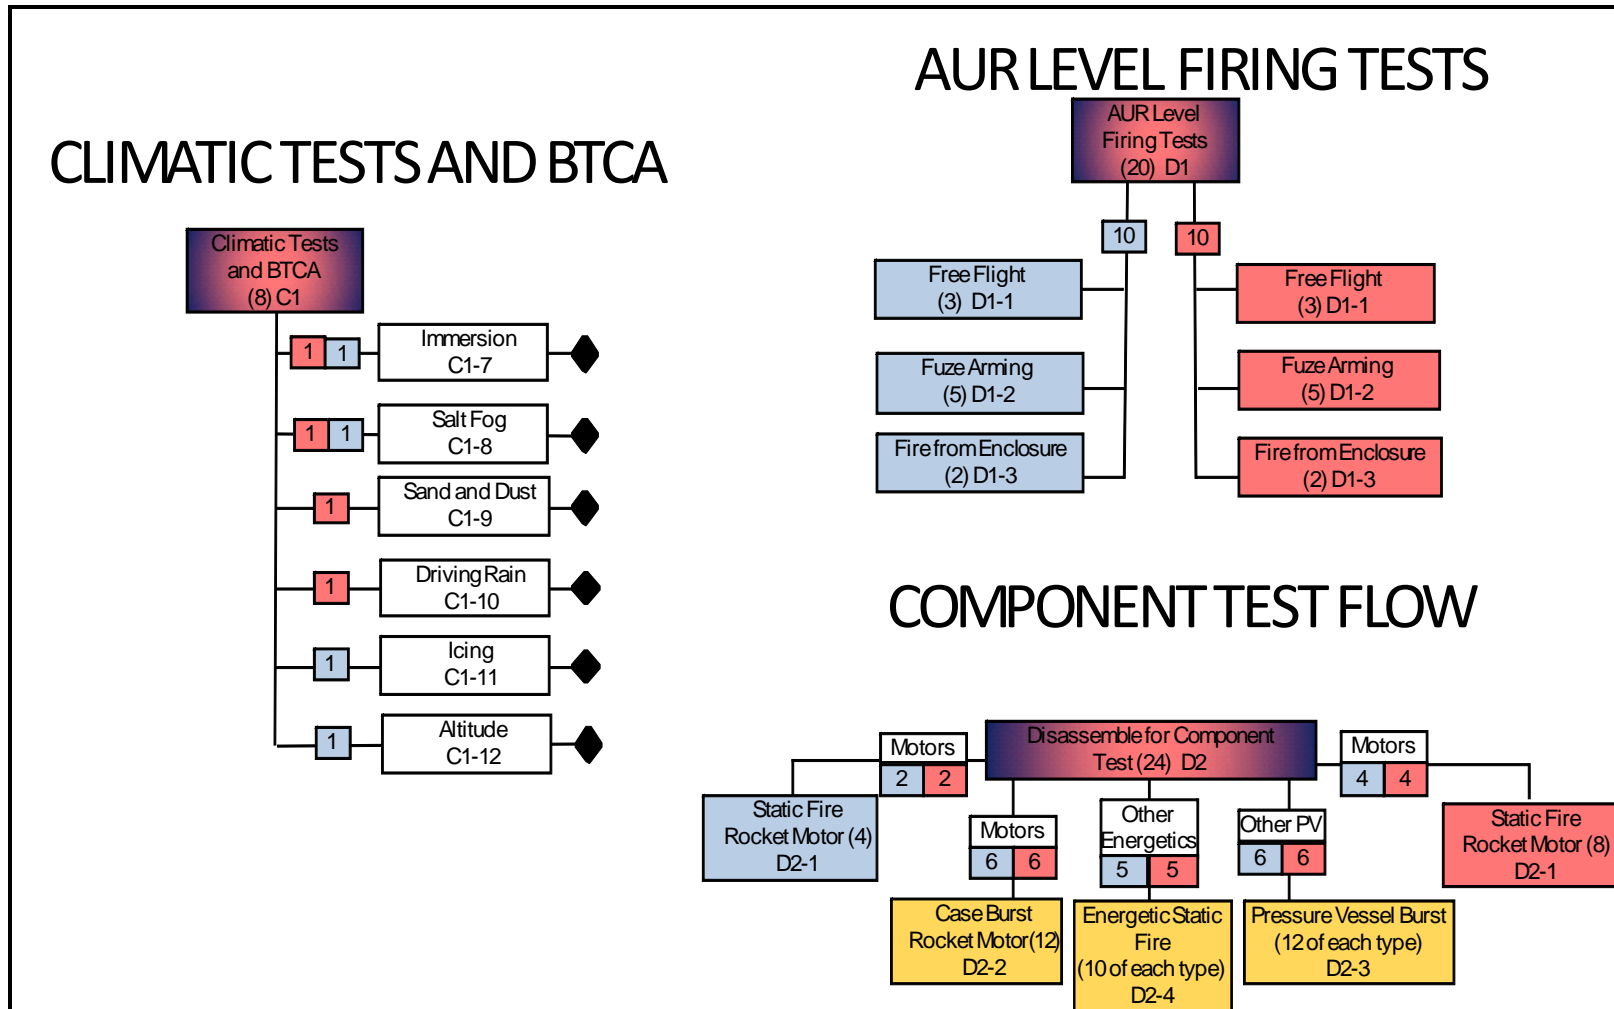 AUR LEVEL FIRING TESTS
AUR Level
Firing Tests
(20) D1
10
10
Free Flight
(3) D1-1
Fuze Arming
(5) D1-2
Fire from Enclosure
(2) D1-3
Free Flight
(3) D1-1
Fuze Arming
(5) D1-2
Fire from Enclosure
(2) D1-3
CLIMATIC TESTS AND BTCA
Climatic Tests
and BTCA
(8) C1
1 1
Immersion
C1-7
1 1
Salt Fog
C1-8
1
Sand and Dust
C1-9
1
Driving Rain
C1-10
1
Icing
C1-11
1
Altitude
C1-12
COMPONENT TEST FLOW
Disassemble for Component
Test (24) D2
Motors
2 2
Static Fire
Rocket Motor (4)
D2-1
Motors
6 6
Case Burst
Rocket Motor (12)
D2-2
Other
Energetics
5 5
Energetic Static
Fire
(10 of each type)
D2-4
Other PV
6 6
Pressure Vessel Burst
(12 of each type)
D2-3
Motors
4 4
Static Fire
Rocket Motor (8)
D2-1